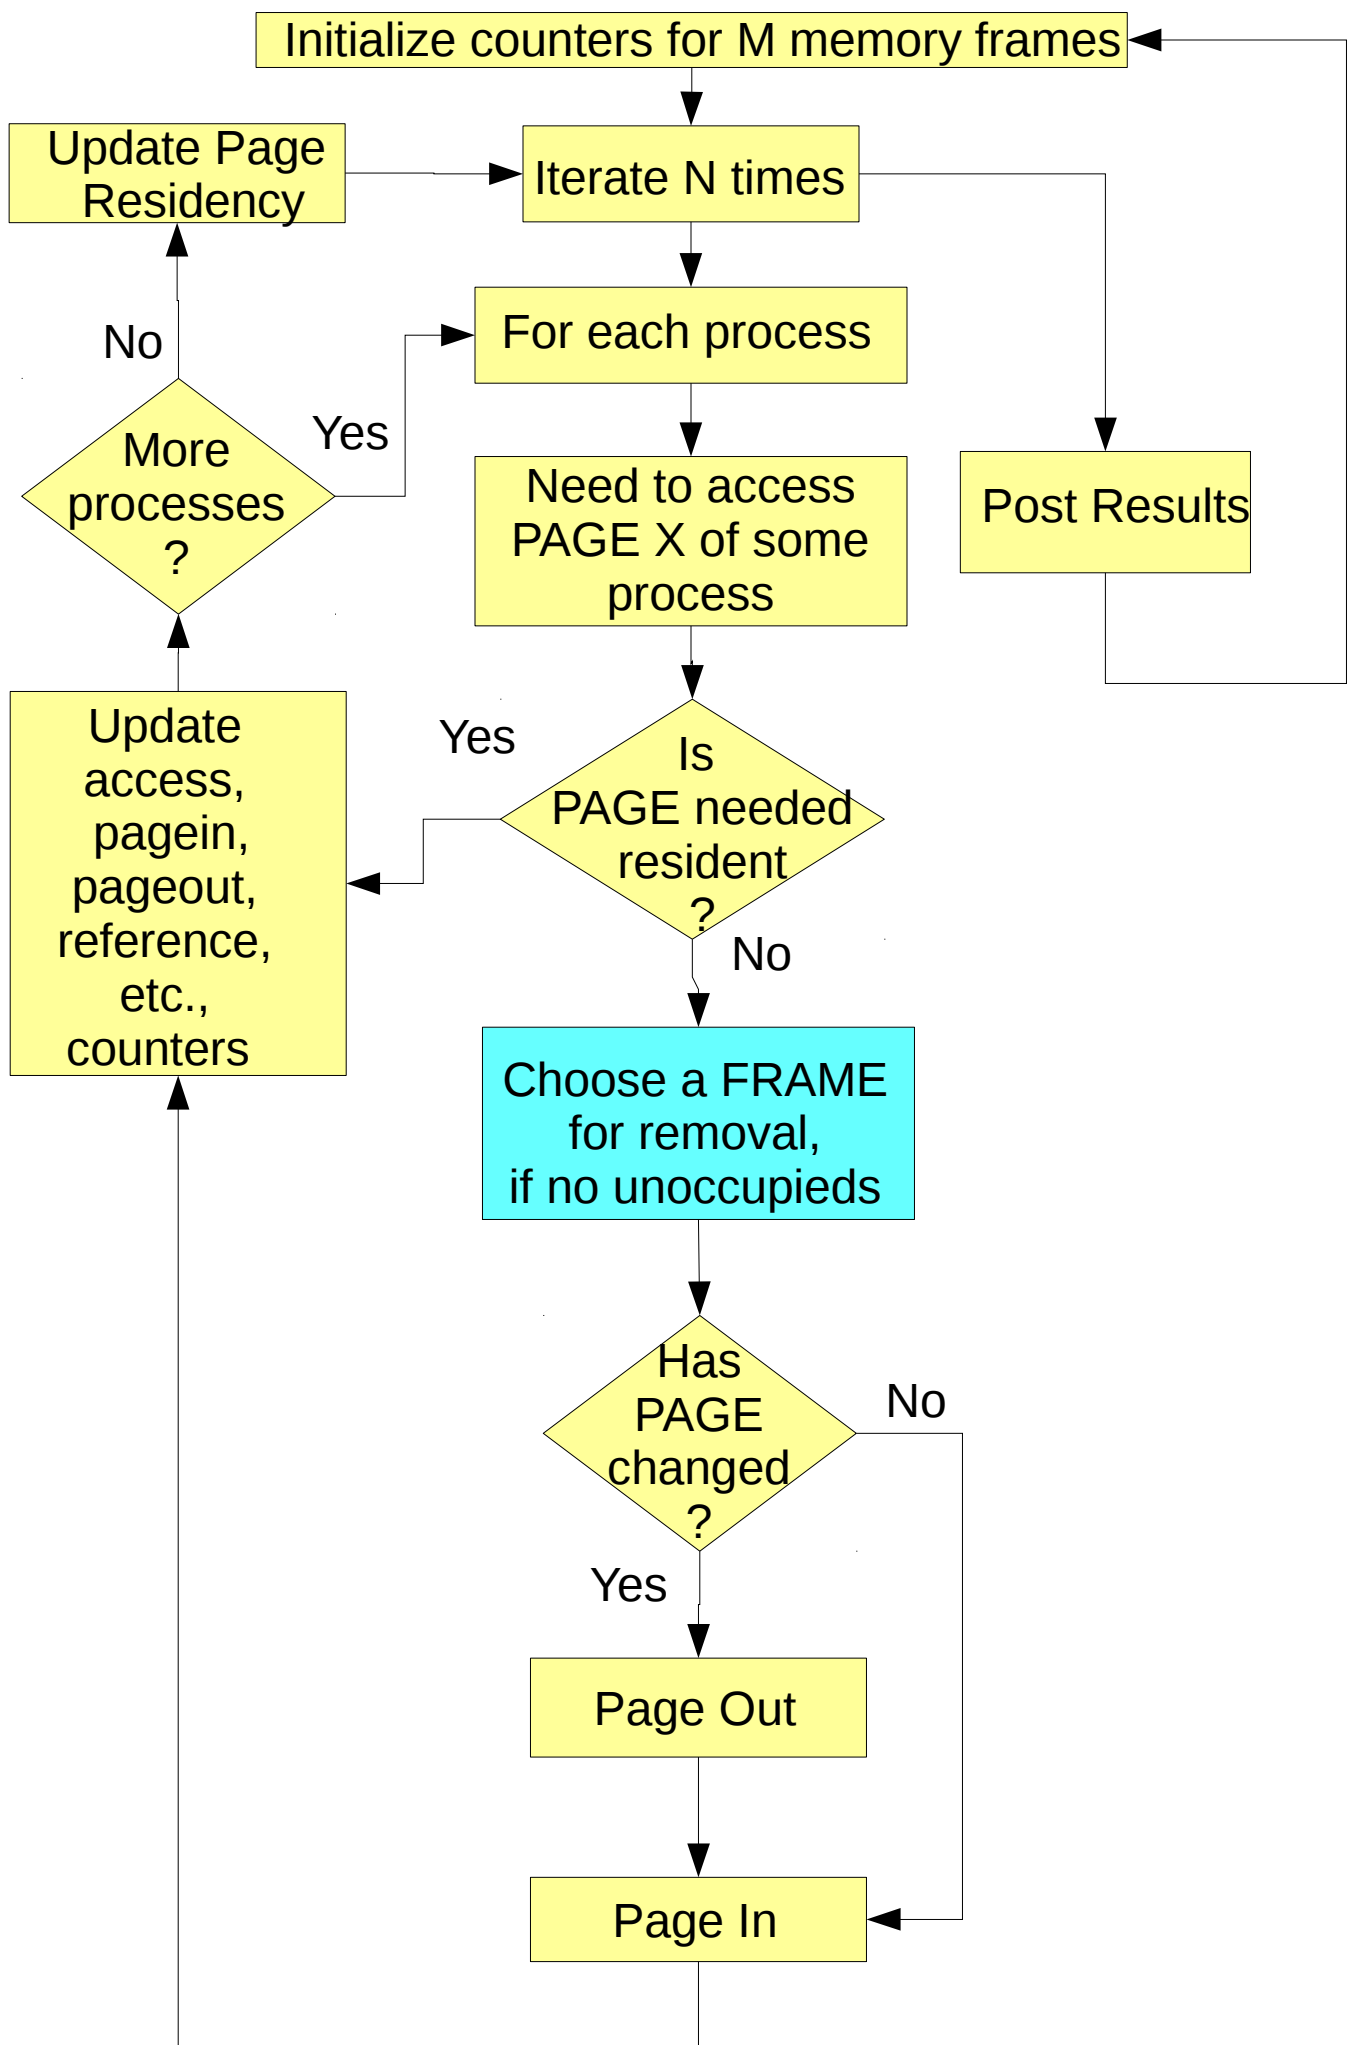 Initialize counters for M memory frames
Update Page
Residency
Iterate N times
For each process
No
Yes
More
processes
?
Need to access
PAGE X of some
process
Post Results
Update
access,
pagein,
pageout,
reference,
etc.,
counters
Yes
Is
PAGE needed
resident
?
No
Choose a FRAME
for removal,
if no unoccupieds
Has
PAGE
changed
?
No
Yes
Page Out
Page In